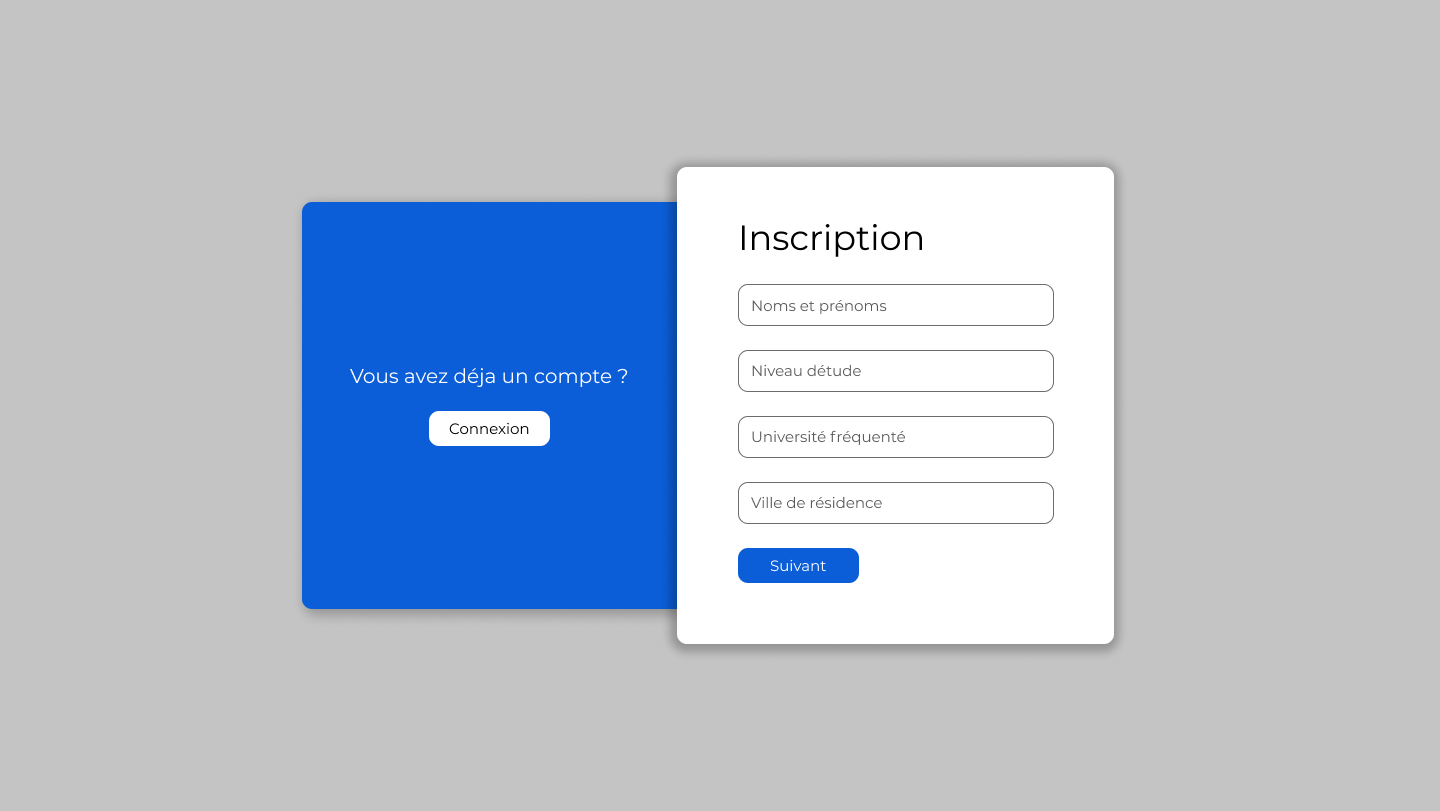 Vous avez déja un compte ?
Connexion
Inscription
Noms et prénoms
Niveau détude
Université fréquenté
Ville de résidence
Suivant